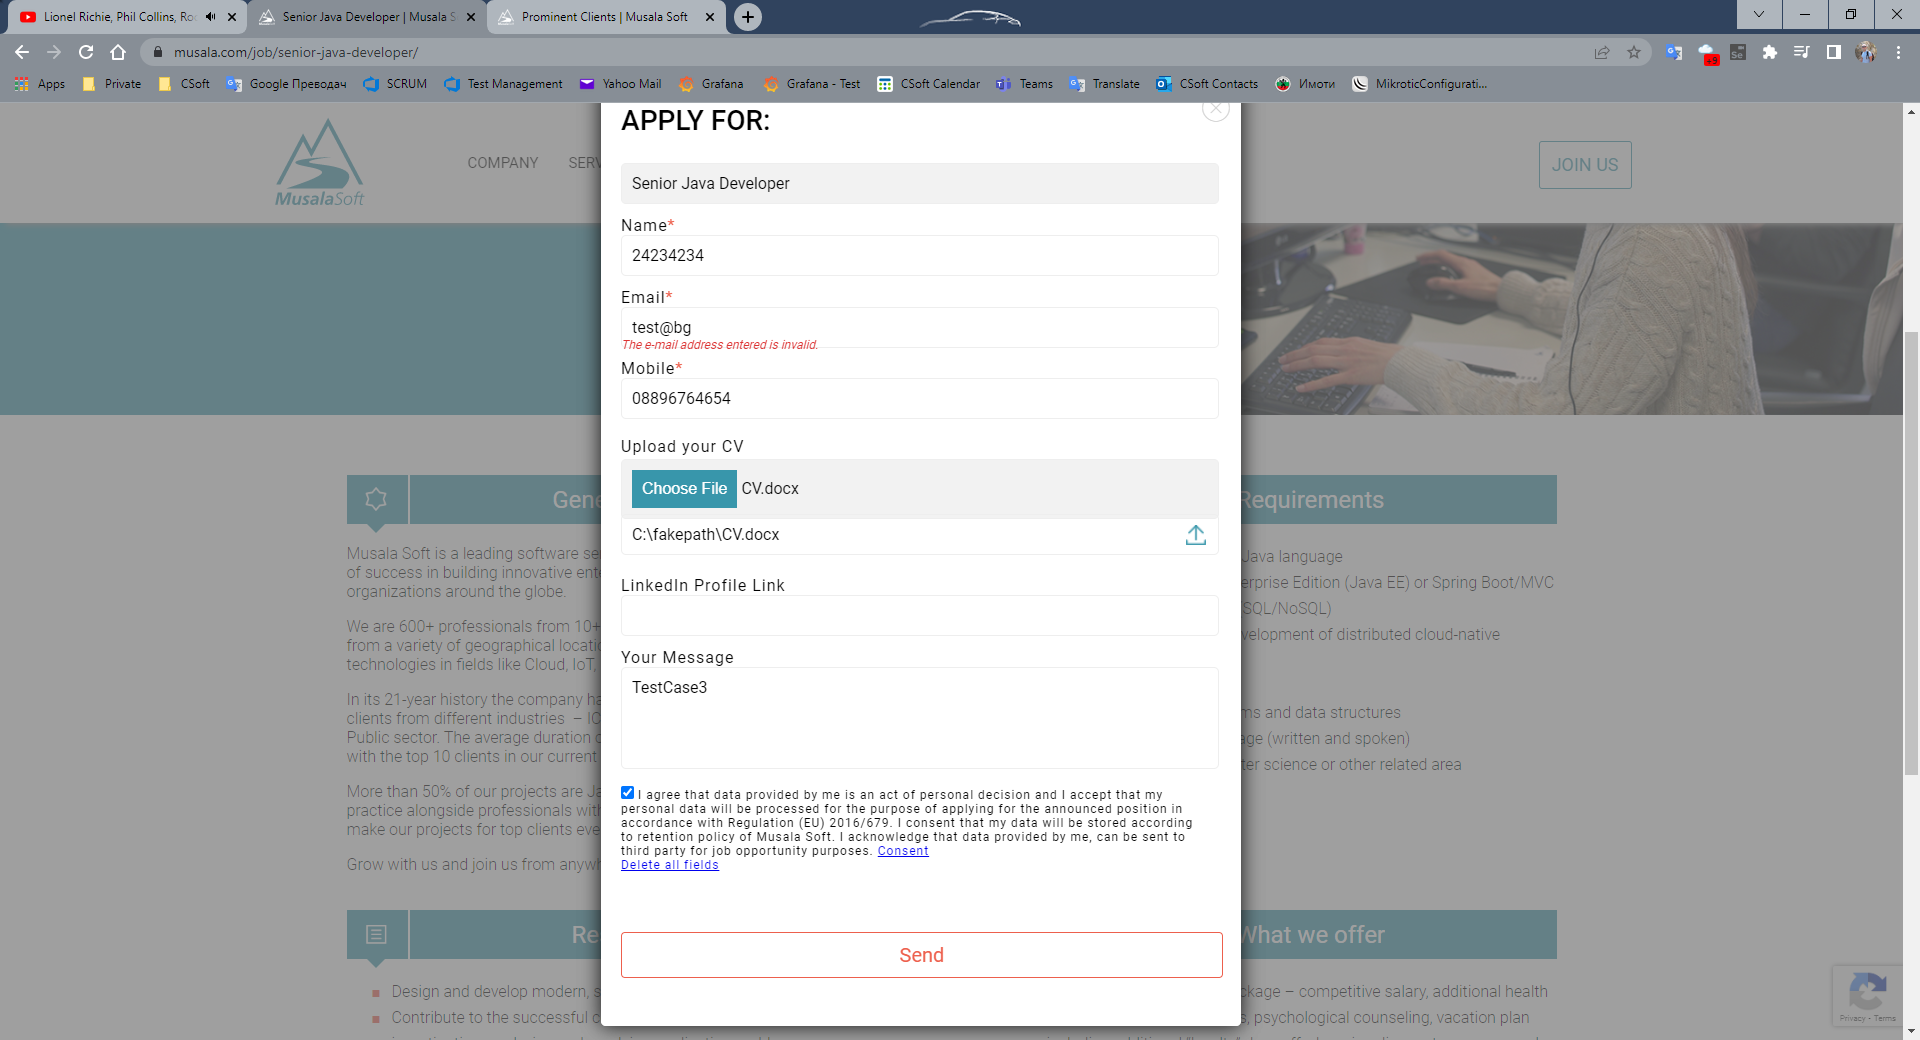 Lionel Richie, Phil Collins, Ro
Senior Java Developer | Musala S
Prominent Clients | Musala Soft
musala.com/job/senior-java-developer/
Apps
Private
CSoft
Google Преводач
SCRUM
Test Management
Yahoo Mail
Grafana
Grafana - Test
CSoft Calendar
Teams
Translate
CSoft Contacts
Имоти
MikroticConfigurati...
MusalaSoft
COMPANY
SERV
JOIN US
APPLY FOR:
Senior Java Developer
Name*
24234234
Email*
test@bg
The e-mail address entered is invalid.
Mobile*
08896764654
Upload your CV
Choose File CV.docx
C:\fakepath\CV.docx
LinkedIn Profile Link
Your Message
TestCase3
I agree that data provided by me is an act of personal decision and I accept that my
personal data will be processed for the purpose of applying for the announced position in
accordance with Regulation (EU) 2016/679. I consent that my data will be stored according
to retention policy of Musala Soft. I acknowledge that data provided by me, can be sent to
third party for job opportunity purposes. Consent
Delete all fields
Send
Gene
Musala Soft is a leading software se
of success in building innovative ente
organizations around the globe.
We are 600+ professionals from 10+
from a variety of geographical locatio
technologies in fields like Cloud, IoT,
In its 21-year history the company ha
clients from different industries – IC
Public sector. The average duration o
with the top 10 clients in our current
More than 50% of our projects are Ja
practice alongside professionals with
make our projects for top clients eve
Grow with us and join us from anywh
Requirements
Java language
erprise Edition (Java EE) or Spring Boot/MVC
SQL/NoSQL)
velopment of distributed cloud-native
ms and data structures
age (written and spoken)
ter science or other related area
Re
Design and develop modern, s
Contribute to the successful c
What we offer
ckage – competitive salary, additional health
s, psychological counseling, vacation plan
Privacy - Terms